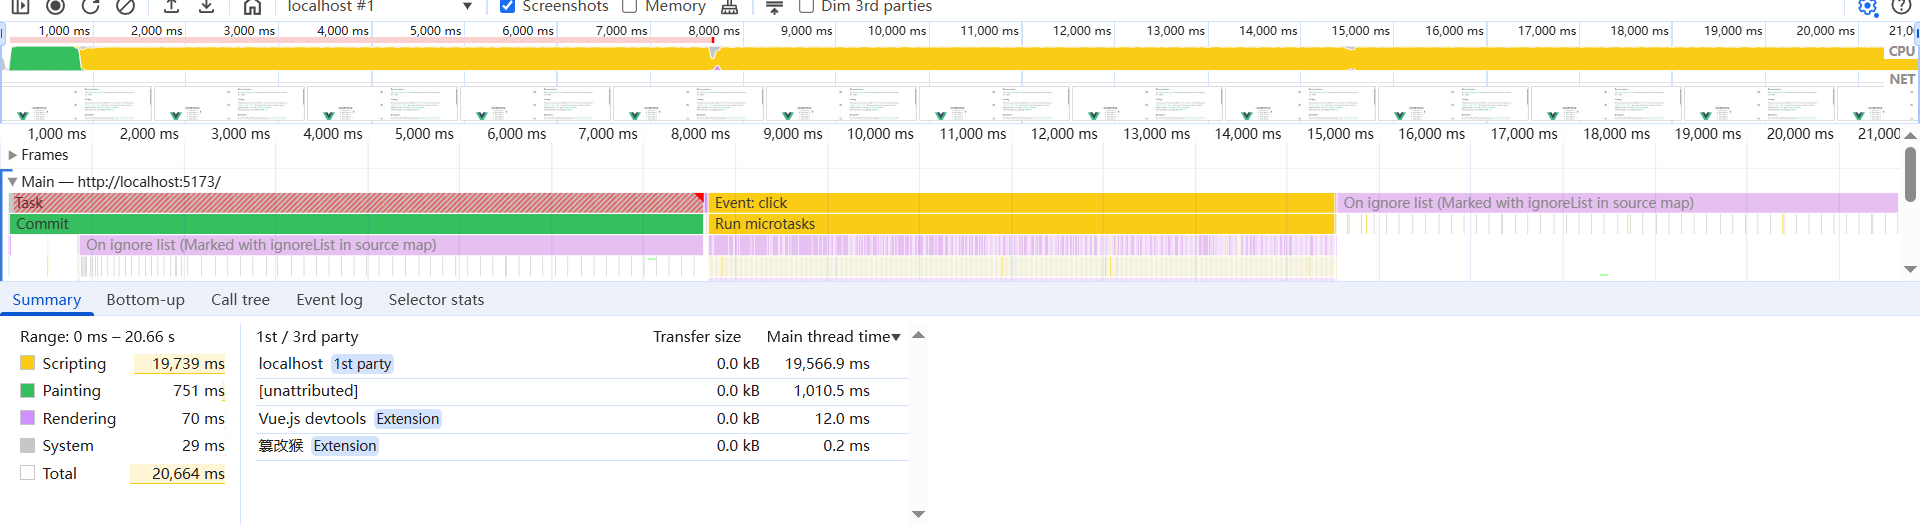 localhost #1 Screenshots Memory Dim 3rd parties
1,000 ms 2,000 ms 3,000 ms 4,000 ms 5,000 ms 6,000 ms 7,000 ms 8,000 ms 9,000 ms 10,000 ms 11,000 ms 12,000 ms 13,000 ms 14,000 ms 15,000 ms 16,000 ms 17,000 ms 18,000 ms 19,000 ms 20,000 ms 21,0
CPU
NET
1,000 ms 2,000 ms 3,000 ms 4,000 ms 5,000 ms 6,000 ms 7,000 ms 8,000 ms 9,000 ms 10,000 ms 11,000 ms 12,000 ms 13,000 ms 14,000 ms 15,000 ms 16,000 ms 17,000 ms 18,000 ms 19,000 ms 20,000 ms 21,000
Frames
Main — http://localhost:5173/
Task Event: click On ignore list (Marked with ignoreList in source map)
Commit Run microtasks
On ignore list (Marked with ignoreList in source map)
Summary Bottom-up Call tree Event log Selector stats
Range: 0 ms – 20.66 s
Scripting 19,739 ms
Painting 751 ms
Rendering 70 ms
System 29 ms
Total 20,664 ms
1st / 3rd party Transfer size Main thread time▼
localhost 1st party 0.0 kB 19,566.9 ms
[unattributed] 0.0 kB 1,010.5 ms
Vue.js devtools Extension 0.0 kB 12.0 ms
篡改猴 Extension 0.0 kB 0.2 ms